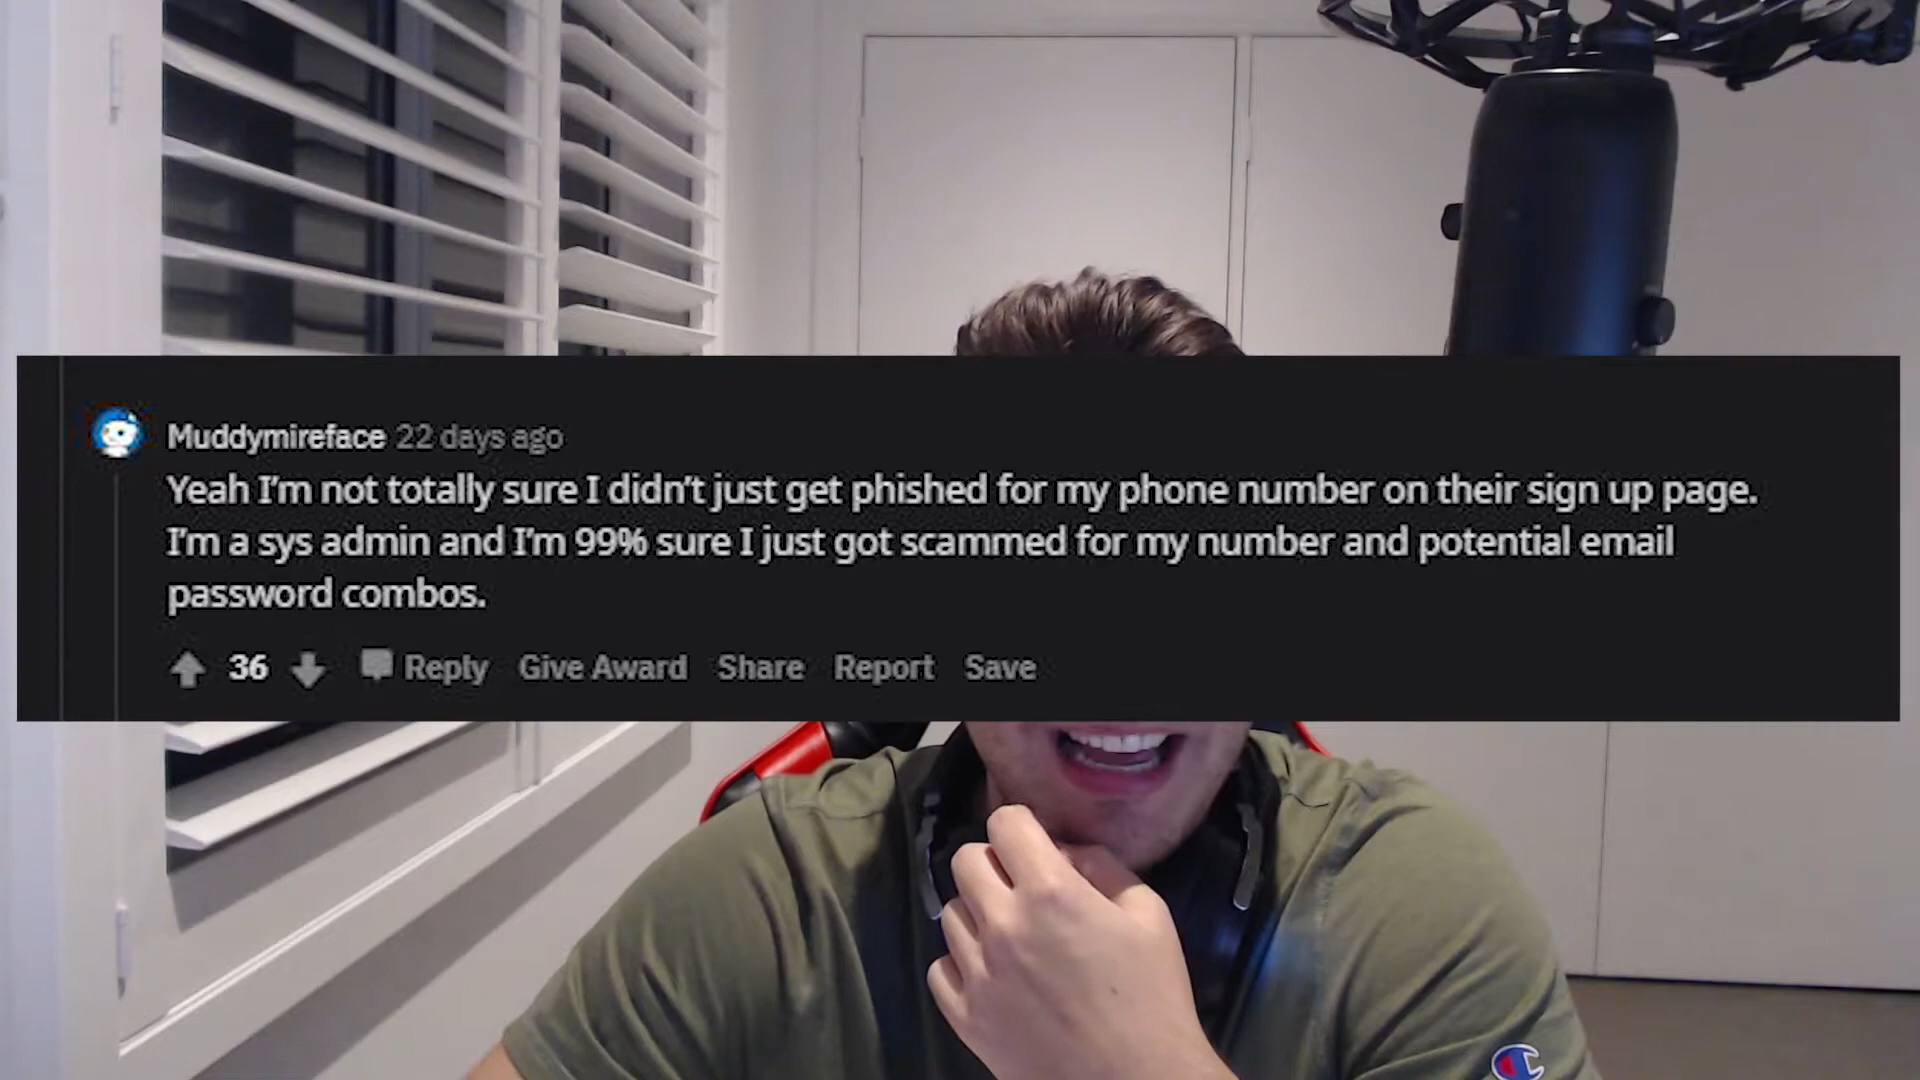 Muddymireface 22 days ago
Yeah I'm not totally sure I didn't just get phished for my phone number on their sign up page.
I'm a sys admin and I'm 99% sure I just got scammed for my number and potential email
password combos.
36 Reply Give Award Share Report Save